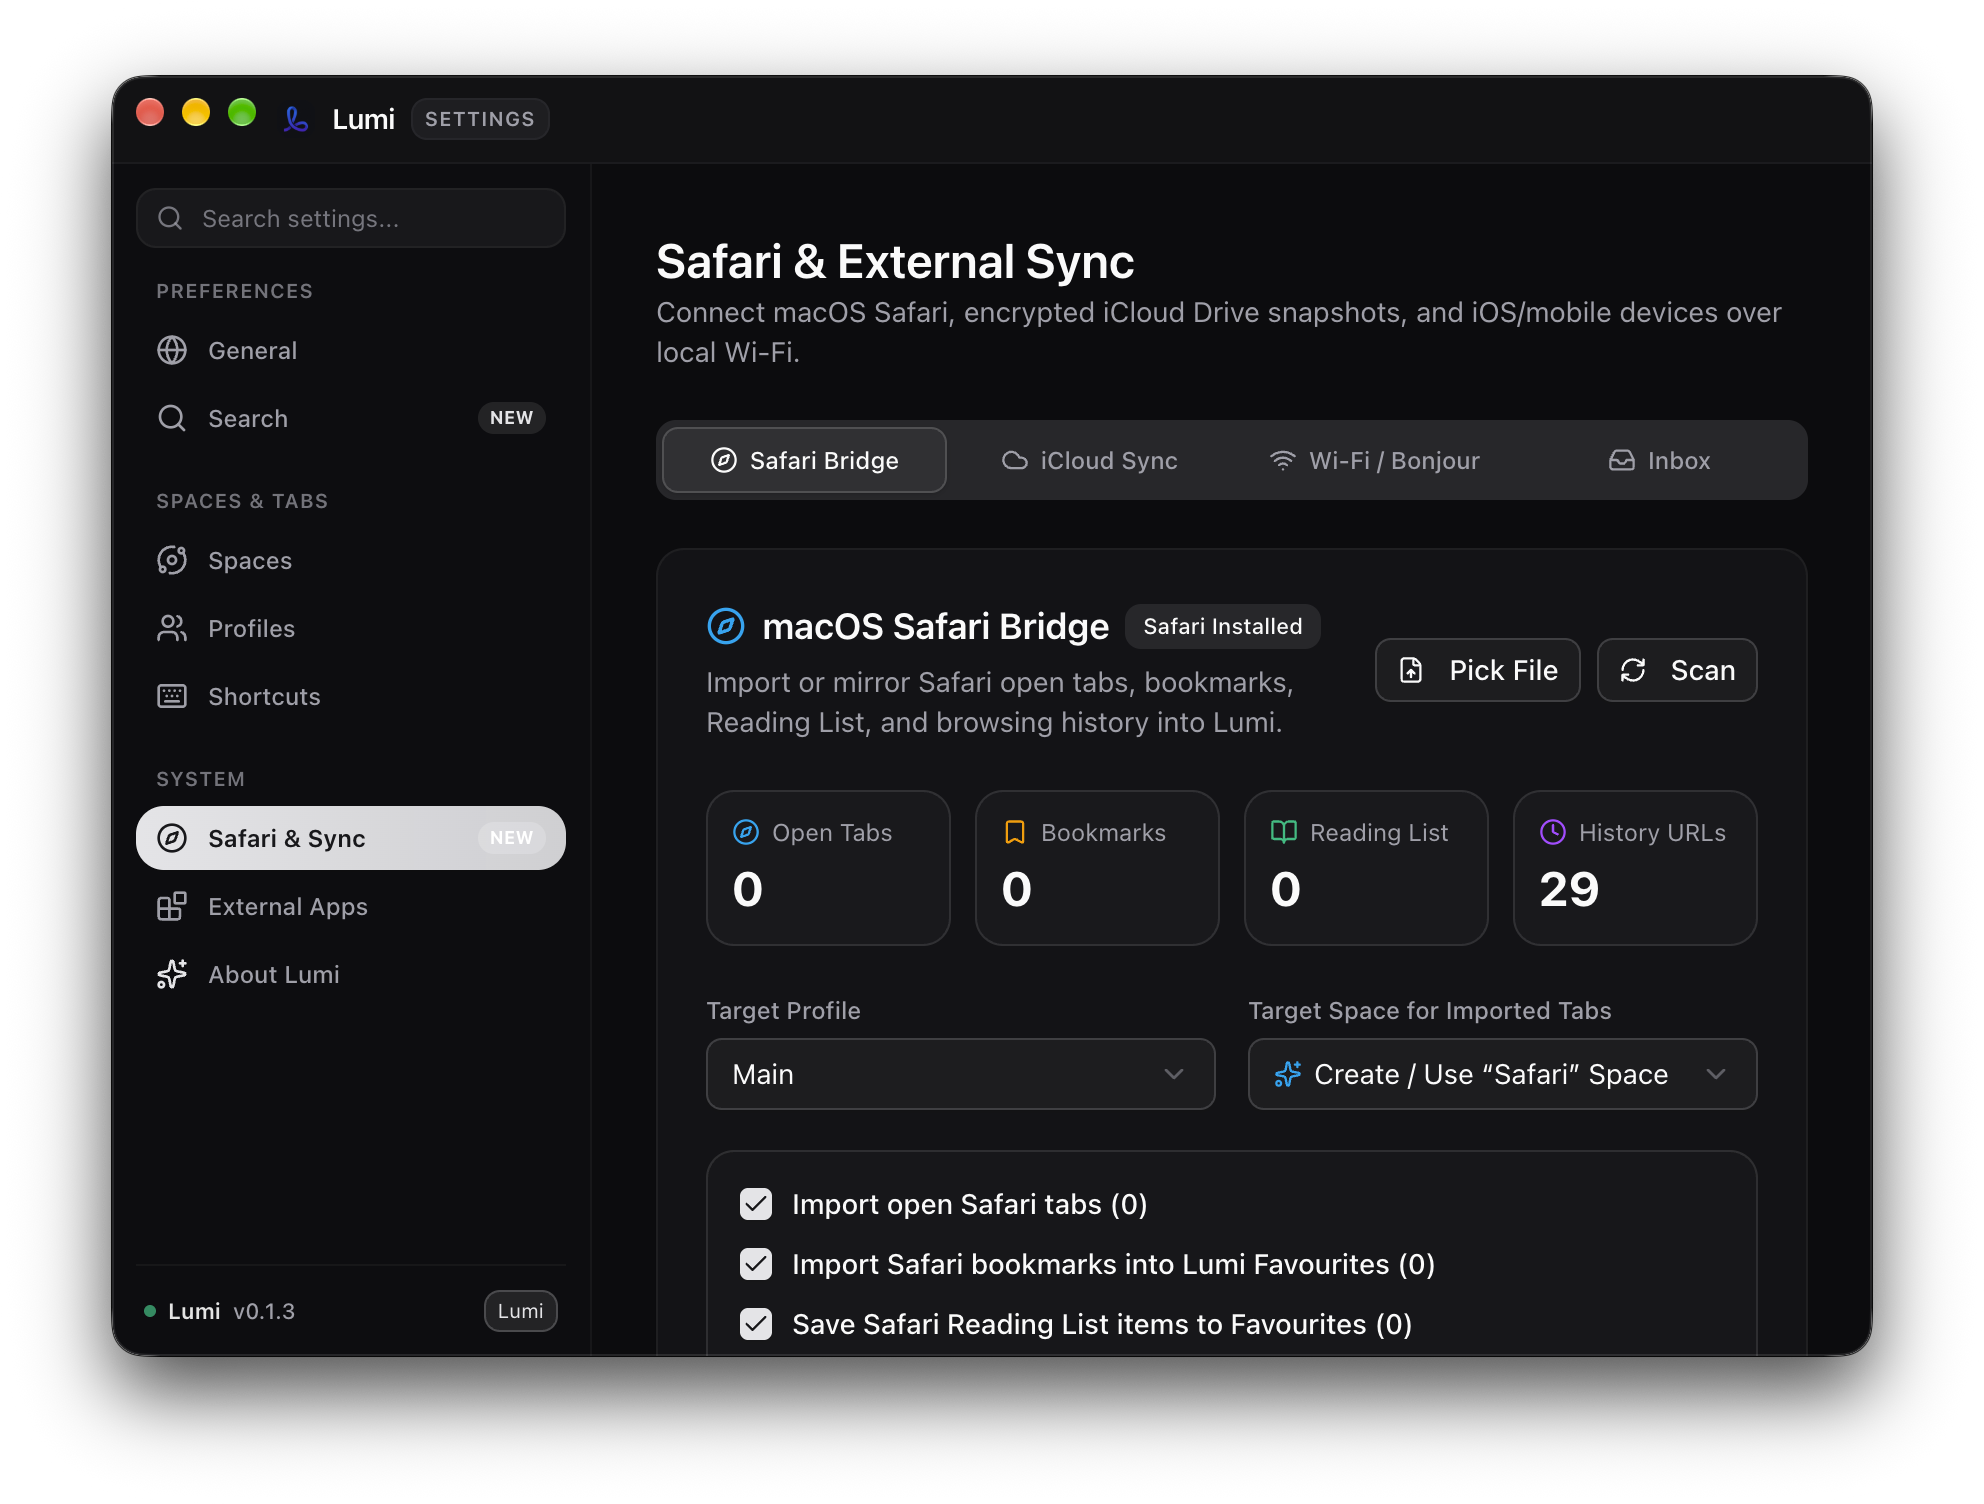 Lumi SETTINGS
Search settings...
PREFERENCES
General
Search NEW
SPACES & TABS
Spaces
Profiles
Shortcuts
SYSTEM
Safari & Sync NEW
External Apps
About Lumi
Lumi v0.1.3 Lumi
Safari & External Sync
Connect macOS Safari, encrypted iCloud Drive snapshots, and iOS/mobile devices over
local Wi-Fi.
Safari Bridge iCloud Sync Wi-Fi / Bonjour Inbox
macOS Safari Bridge Safari Installed
Import or mirror Safari open tabs, bookmarks,
Reading List, and browsing history into Lumi.
Pick File Scan
Open Tabs Bookmarks Reading List History URLs
0 0 0 29
Target Profile Target Space for Imported Tabs
Main Create / Use “Safari” Space
Import open Safari tabs (0)
Import Safari bookmarks into Lumi Favourites (0)
Save Safari Reading List items to Favourites (0)